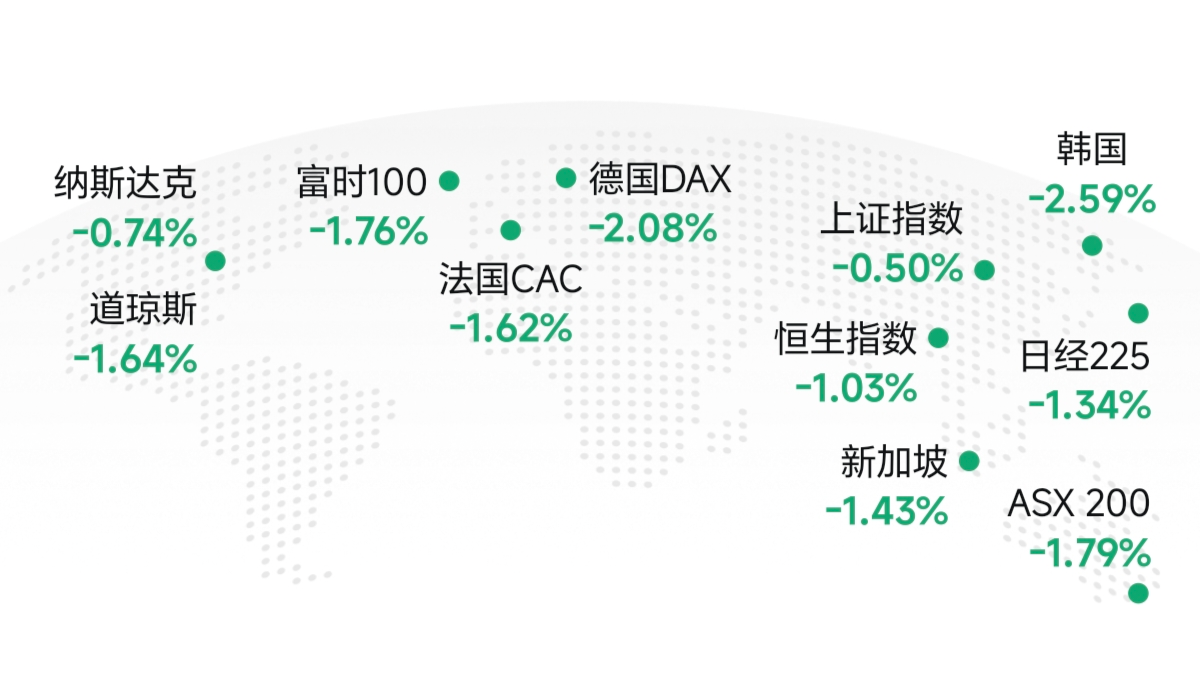 纳斯达克
-0.74%
道琼斯
-1.64%
富时100
-1.76%
法国CAC
-1.62%
德国DAX
-2.08%
上证指数
-0.50%
恒生指数
-1.03%
新加坡
-1.43%
韩国
-2.59%
日经225
-1.34%
ASX 200
-1.79%